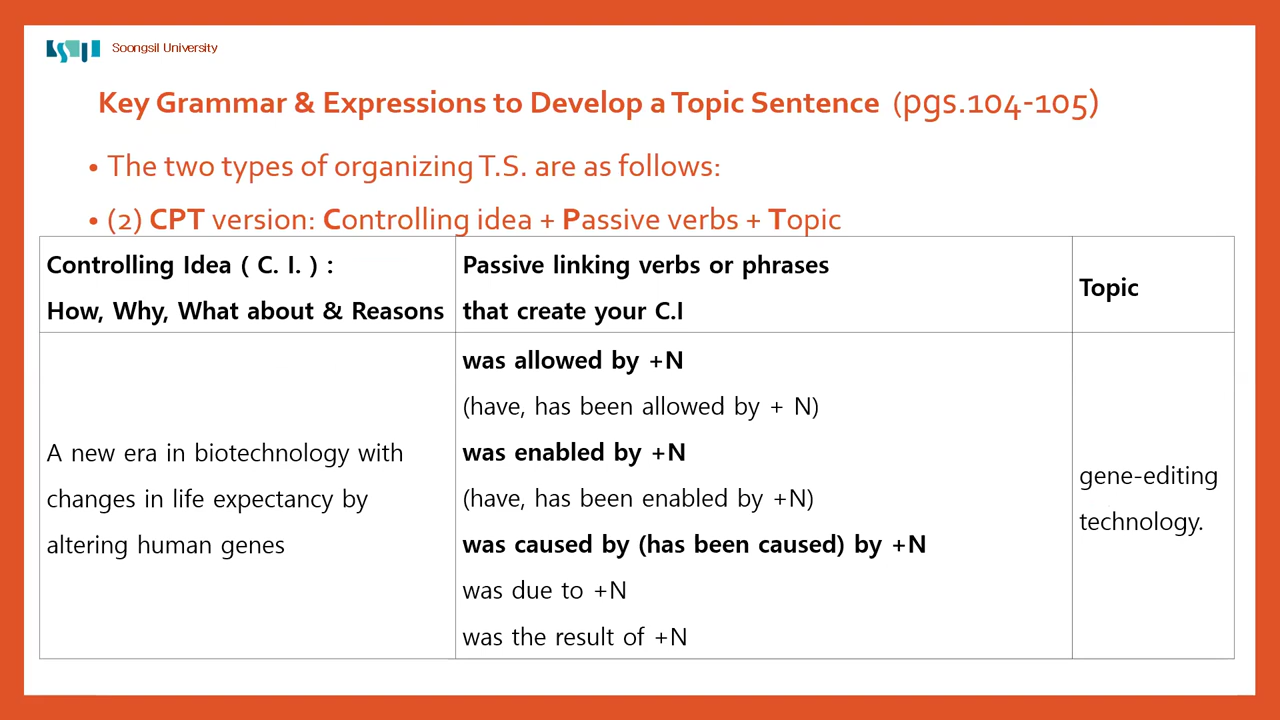 Soongsil University
Key Grammar & Expressions to Develop a Topic Sentence (pgs.104-105)
• The two types of organizing T.S. are as follows:
• (2) CPT version: Controlling idea + Passive verbs + Topic
Controlling Idea ( C. I. ) :
How, Why, What about & Reasons
Passive linking verbs or phrases
that create your C.I
Topic
A new era in biotechnology with
changes in life expectancy by
altering human genes
was allowed by +N
(have, has been allowed by + N)
was enabled by +N
(have, has been enabled by +N)
was caused by (has been caused) by +N
was due to +N
was the result of +N
gene-editing
technology.